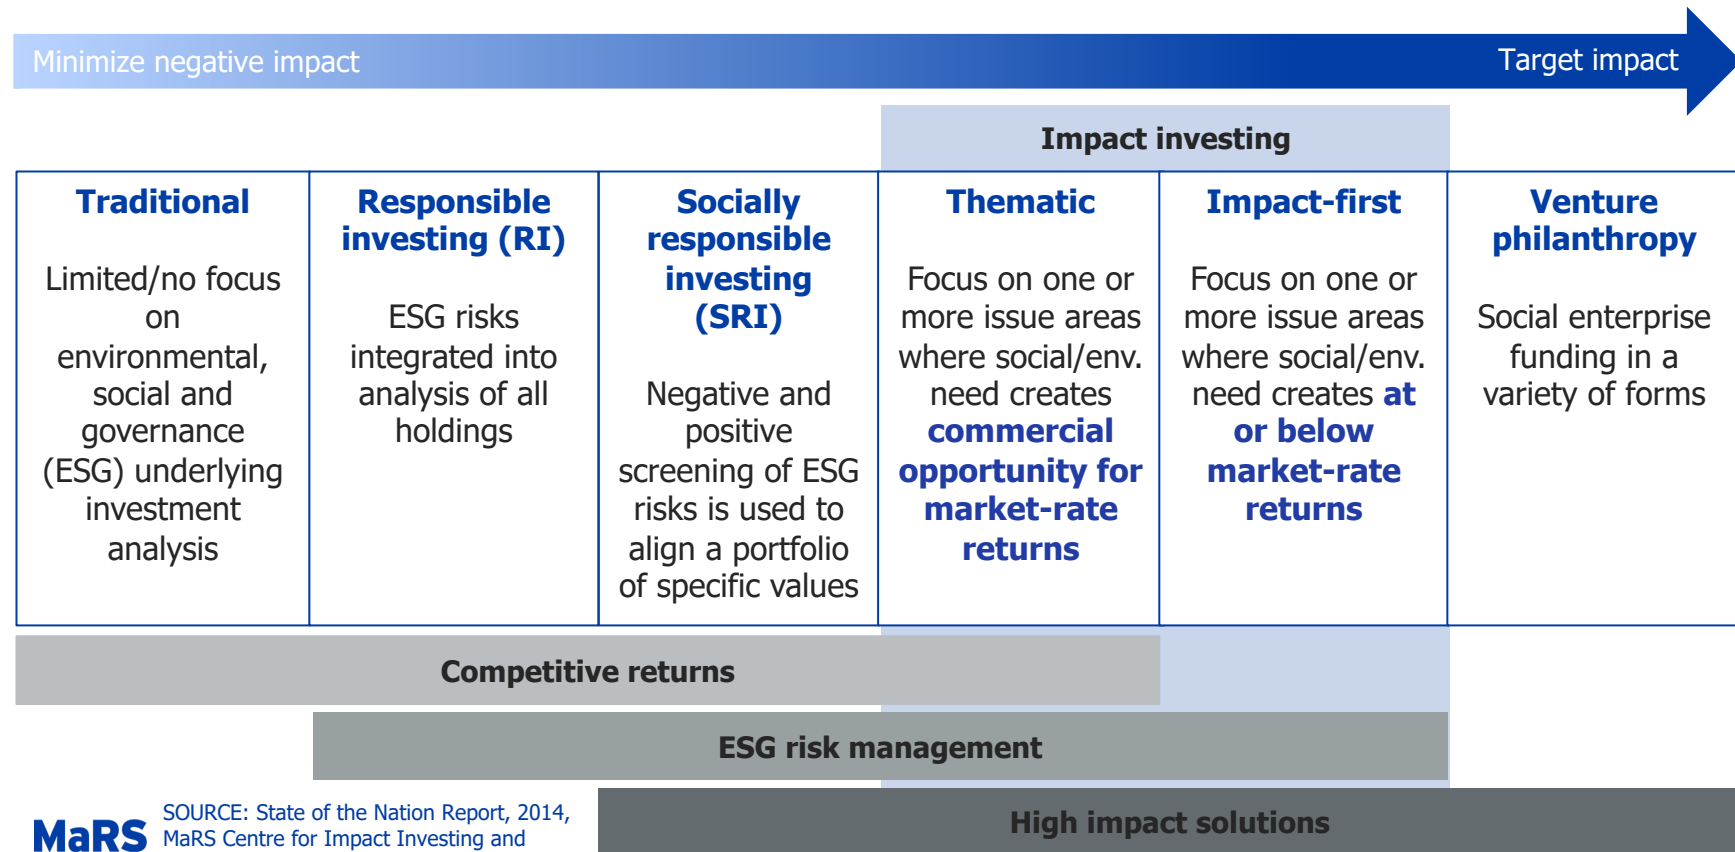 Minimize negative impact
Target impact
Impact investing
Traditional
Limited/no focus
on
environmental,
social and
governance
(ESG) underlying
investment
analysis
Responsible
investing (RI)
ESG risks
integrated into
analysis of all
holdings
Socially
responsible
investing
(SRI)
Negative and
positive
screening of ESG
risks is used to
align a portfolio
of specific values
Thematic
Focus on one or
more issue areas
where social/env.
need creates
commercial
opportunity for
market-rate
returns
Impact-first
Focus on one or
more issue areas
where social/env.
need creates at
or below
market-rate
returns
Venture
philanthropy
Social enterprise
funding in a
variety of forms
Competitive returns
ESG risk management
High impact solutions
MaRS
SOURCE: State of the Nation Report, 2014,
MaRS Centre for Impact Investing and